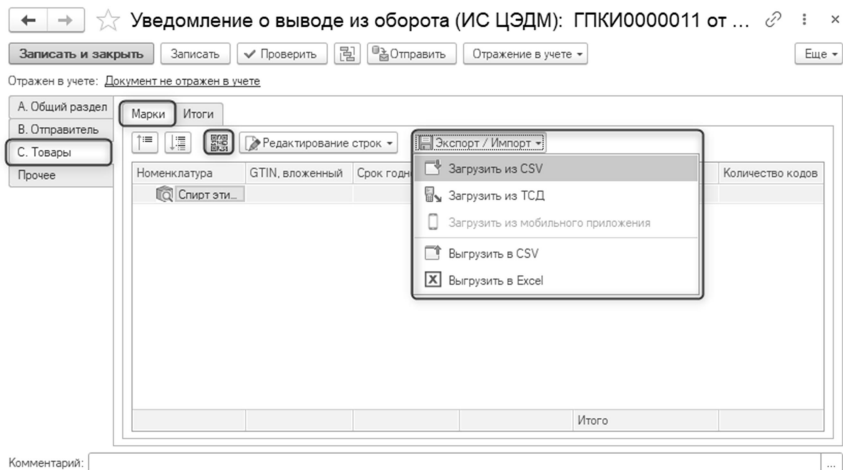 Уведомление о выводе из оборота (ИС ЦЭДМ): ГПКИ0000011 от ...
Записать и закрыть Записать Проверить Отправить Отражение в учете Еще
Отражен в учете: Документ не отражен в учете
А. Общий раздел
В. Отправитель
С. Товары
Прочее
Марки Итоги
Редактирование строк Экспорт / Импорт
Номенклатура GTIN, вложенный Срок годн Количество кодов
Спирт эти...
Загрузить из CSV
Загрузить из ТСД
Загрузить из мобильного приложения
Выгрузить в CSV
Выгрузить в Excel
Итого
Комментарий: ...